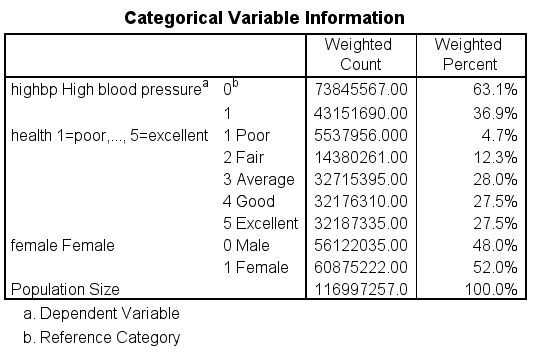 Categorical Variable Information
Weighted Count Weighted Percent
highbp High blood pressurea 0b 73845567.00 63.1%
1 43151690.00 36.9%
health 1=poor,..., 5=excellent 1 Poor 5537956.000 4.7%
2 Fair 14380261.00 12.3%
3 Average 32715395.00 28.0%
4 Good 32176310.00 27.5%
5 Excellent 32187335.00 27.5%
female Female 0 Male 56122035.00 48.0%
1 Female 60875222.00 52.0%
Population Size 116997257.0 100.0%
a. Dependent Variable
b. Reference Category